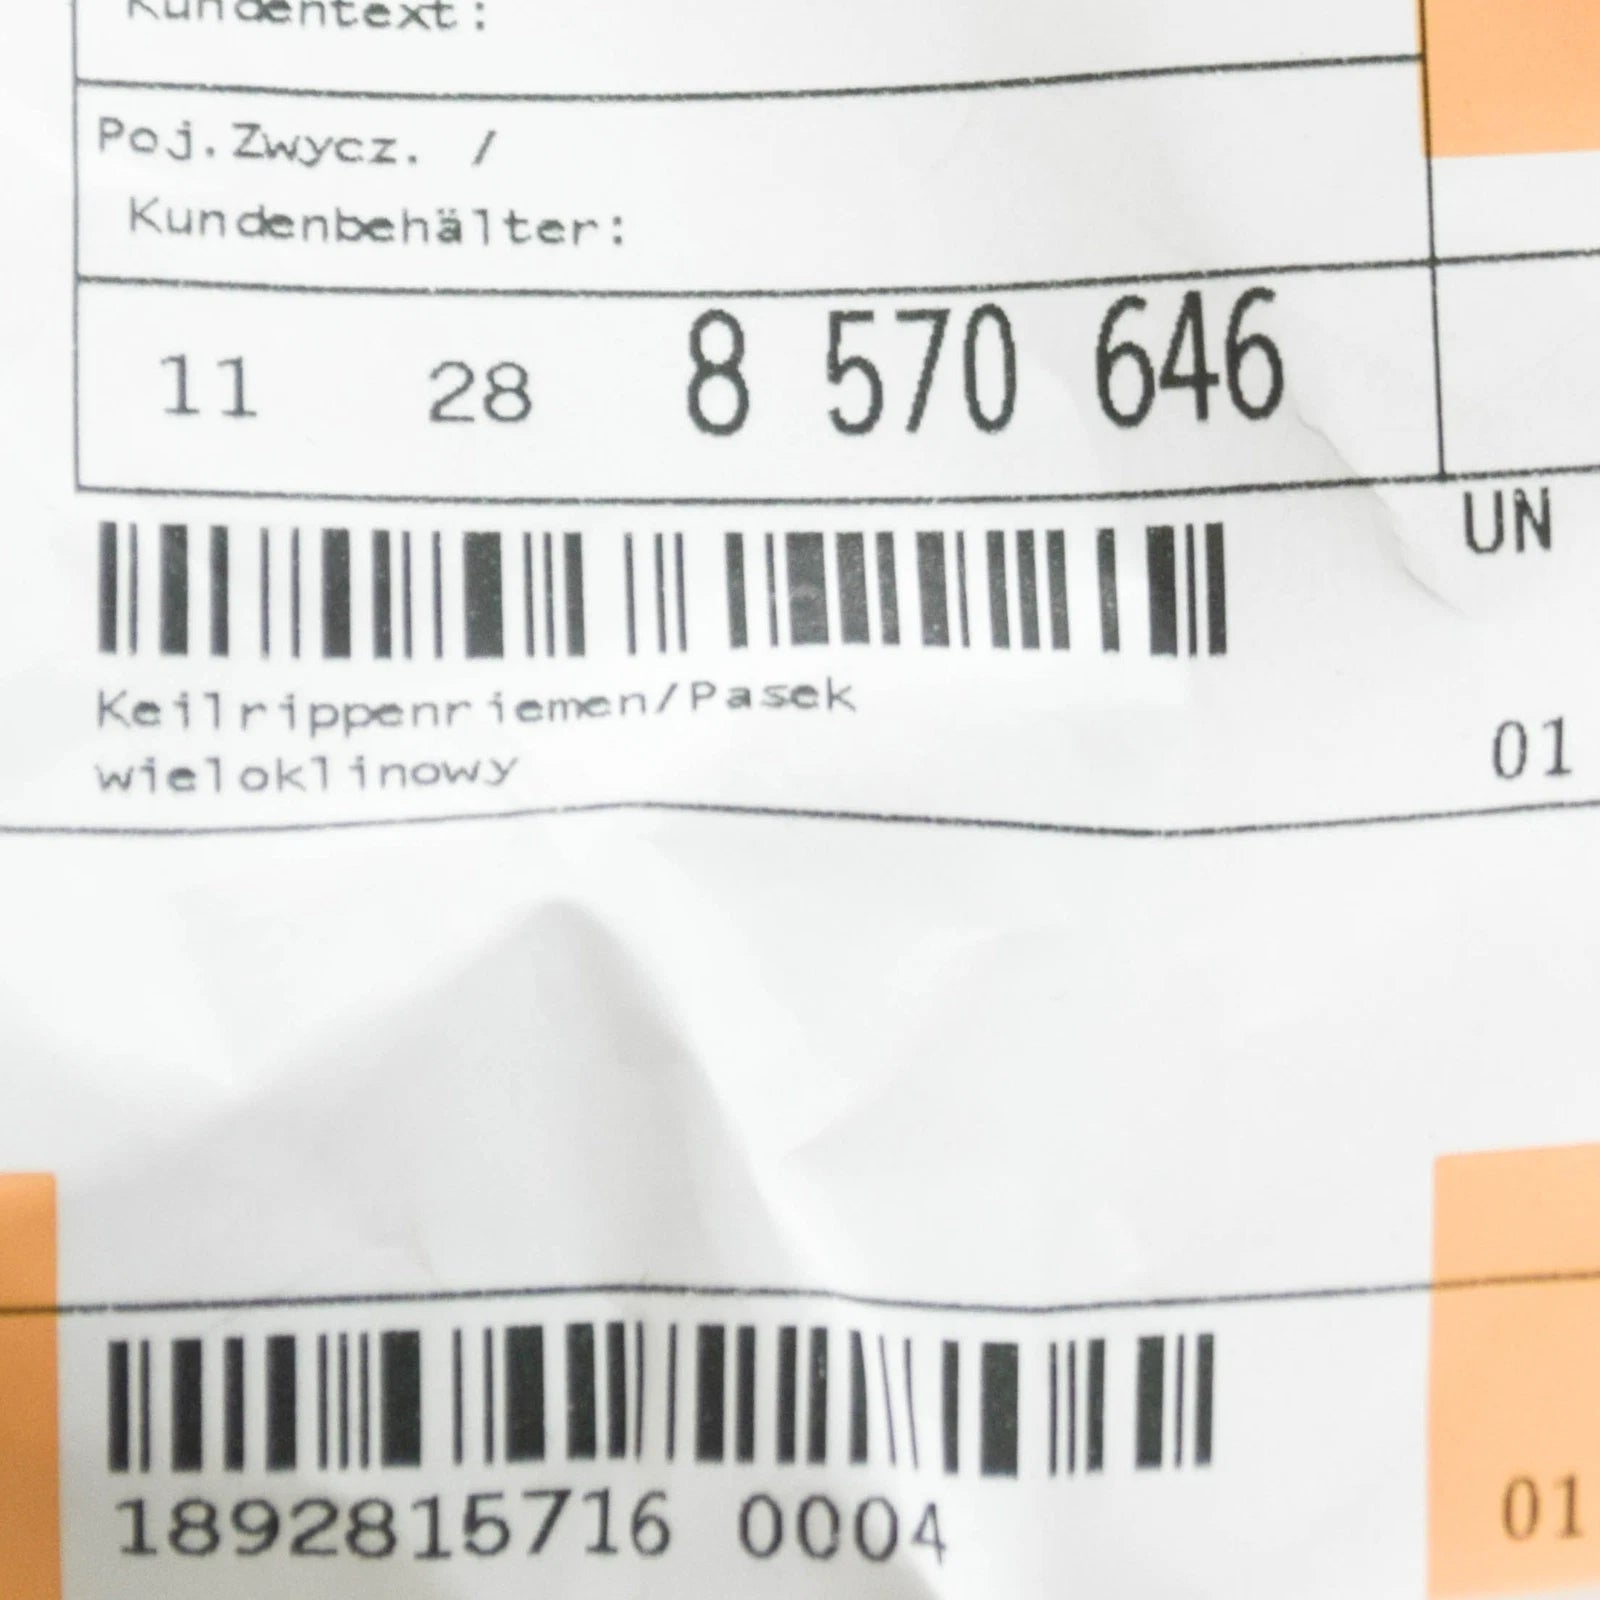 Kundentext:
Poj.Zwycz. /
Kundenbehälter:
11 28 8 570 646
UN
Keilrippenriemen/Pasek
wieloklinowy
01
1892815716 0004
01